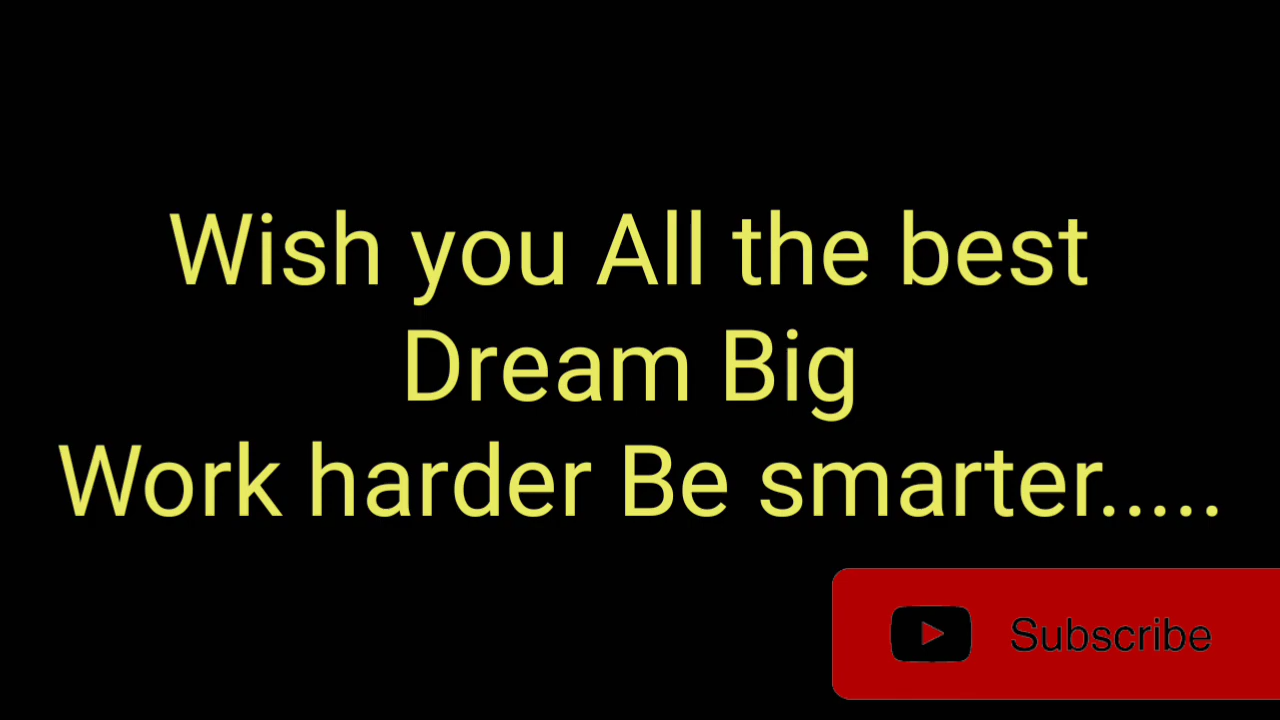 Wish you All the best
Dream Big
Work harder Be smarter.....
Subscribe